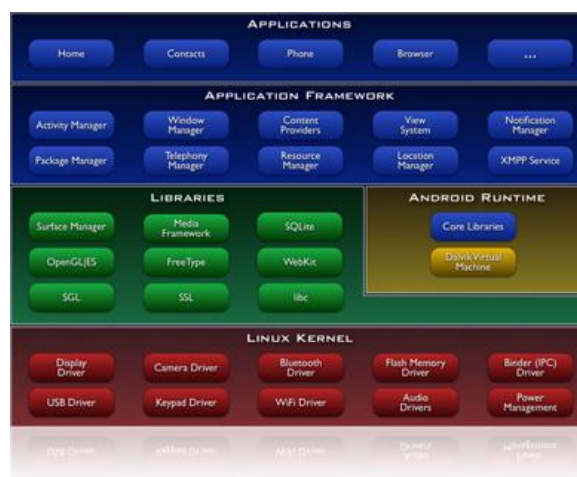 APPLICATIONS
Home
Contacts
Phone
Browser
...
APPLICATION FRAMEWORK
Activity Manager
Window
Manager
Content
Providers
View
System
Notification
Manager
Package Manager
Telephony
Manager
Resource
Manager
Location
Manager
XMPP Service
LIBRARIES
Surface Manager
Media
Framework
SQLite
OpenGL|ES
FreeType
WebKit
SGL
SSL
libc
ANDROID RUNTIME
Core Libraries
Dalvik Virtual
Machine
LINUX KERNEL
Display
Driver
Camera Driver
Bluetooth
Driver
Flash Memory
Driver
Binder (IPC)
Driver
USB Driver
Keypad Driver
WiFi Driver
Audio
Drivers
Power
Management